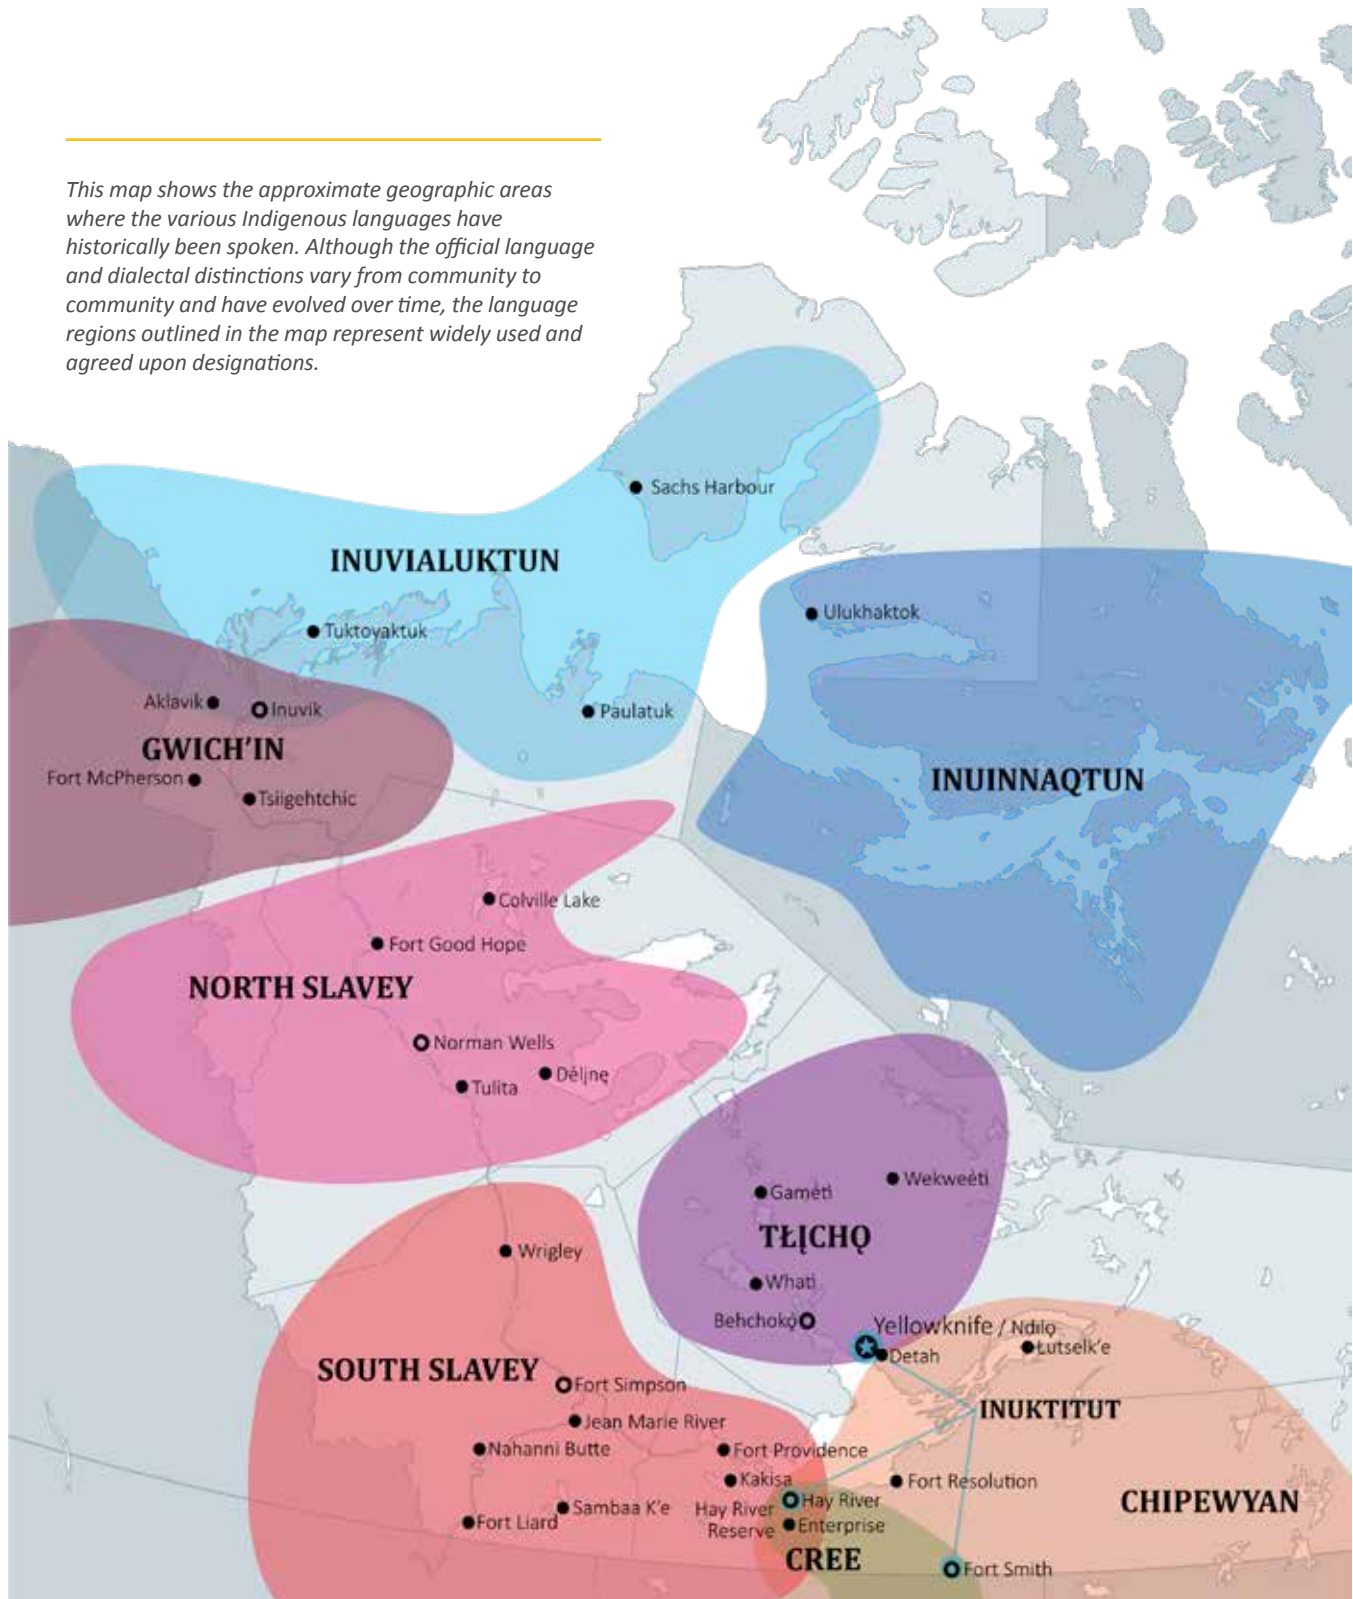 This map shows the approximate geographic areas
where the various Indigenous languages have
historically been spoken. Although the official language
and dialectal distinctions vary from community to
community and have evolved over time, the language
regions outlined in the map represent widely used and
agreed upon designations.
Sachs Harbour
INUVIALUKTUN
Ulukhaktok
Tuktoyaktuk
Aklavik
Inuvik
Paulatuk
GWICH’IN
Fort McPherson
Tsiigehtchic
INUINNAQTUN
Colville Lake
Fort Good Hope
NORTH SLAVEY
Norman Wells
Délįnę
Tulita
Wekweètì
Gamètì
TŁĮCHǪ
Wrigley
Whatì
Behchokǫ̀
Yellowknife / Ndilǫ
Detah
Łutselk’e
SOUTH SLAVEY
Fort Simpson
INUKTITUT
Jean Marie River
Nahanni Butte
Fort Providence
Kakisa
Fort Resolution
CHIPEWYAN
Hay River
Hay River
Reserve
Sambaa K’e
Fort Liard
Enterprise
CREE
Fort Smith